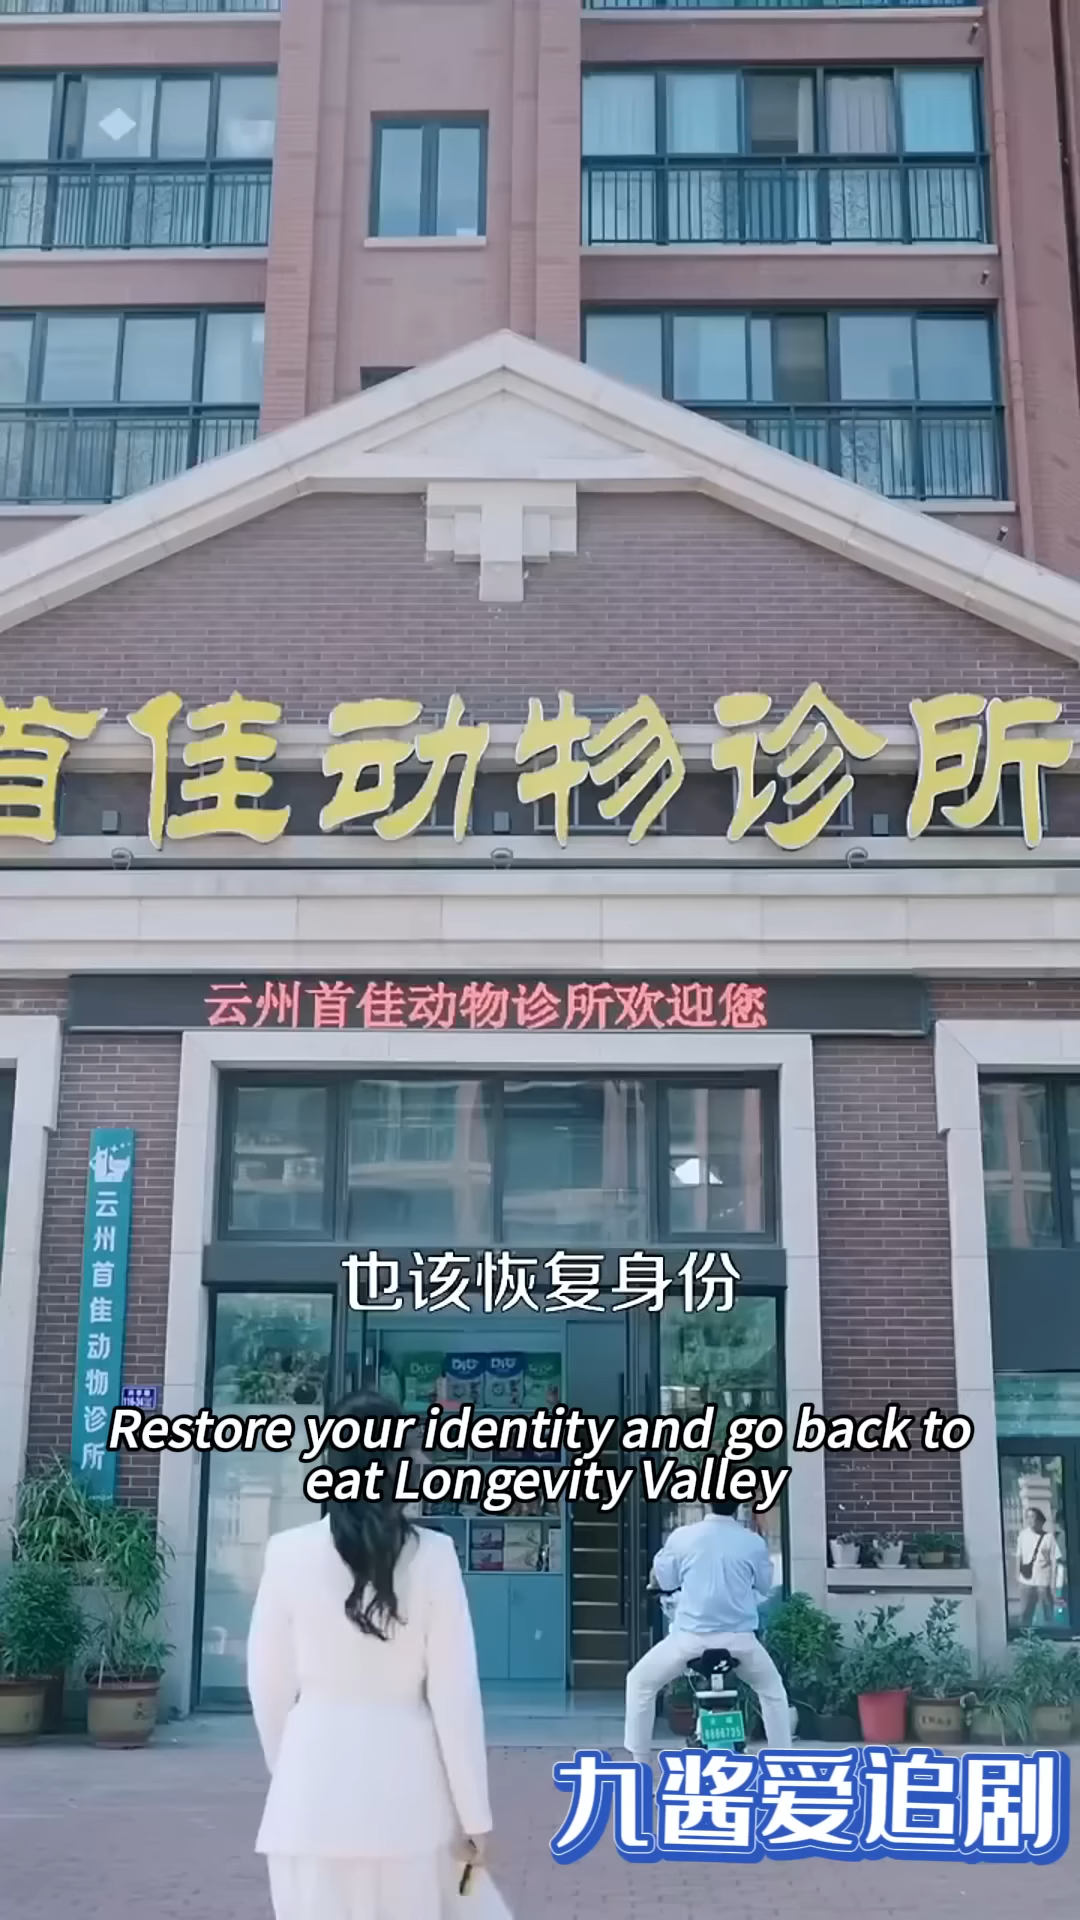 首佳动物诊所
云州首佳动物诊所欢迎您
云州首佳动物诊所
也该恢复身份
DiU DiU
Restore your identity and go back to
eat Longevity Valley
九酱爱追剧